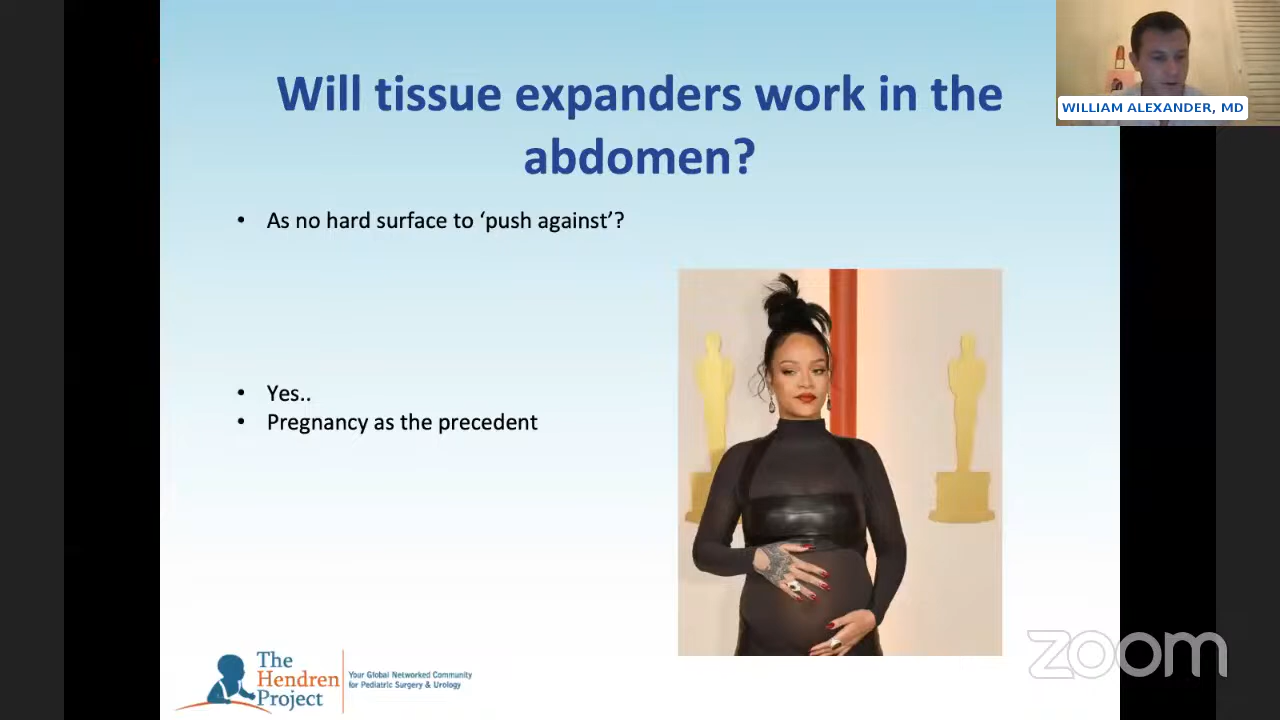 Will tissue expanders work in the
abdomen?
WILLIAM ALEXANDER, MD
• As no hard surface to ‘push against’?
• Yes..
• Pregnancy as the precedent
The
Hendren
Project
Your Global Networked Community
for Pediatric Surgery & Urology
zoom